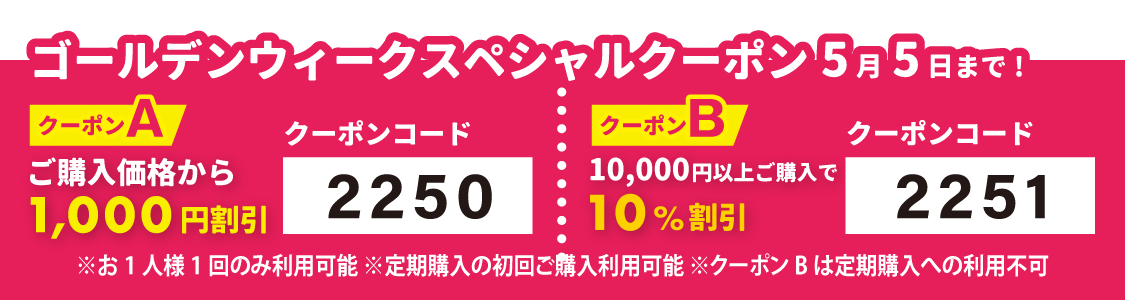 ゴールデンウィークスペシャルクーポン5月5日まで!
クーポンA
ご購入価格から
1,000円割引
クーポンコード
2250
クーポンB
10,000円以上ご購入で
10%割引
クーポンコード
2251
※お1人様1回のみ利用可能 ※定期購入の初回ご購入利用可能 ※クーポンBは定期購入への利用不可